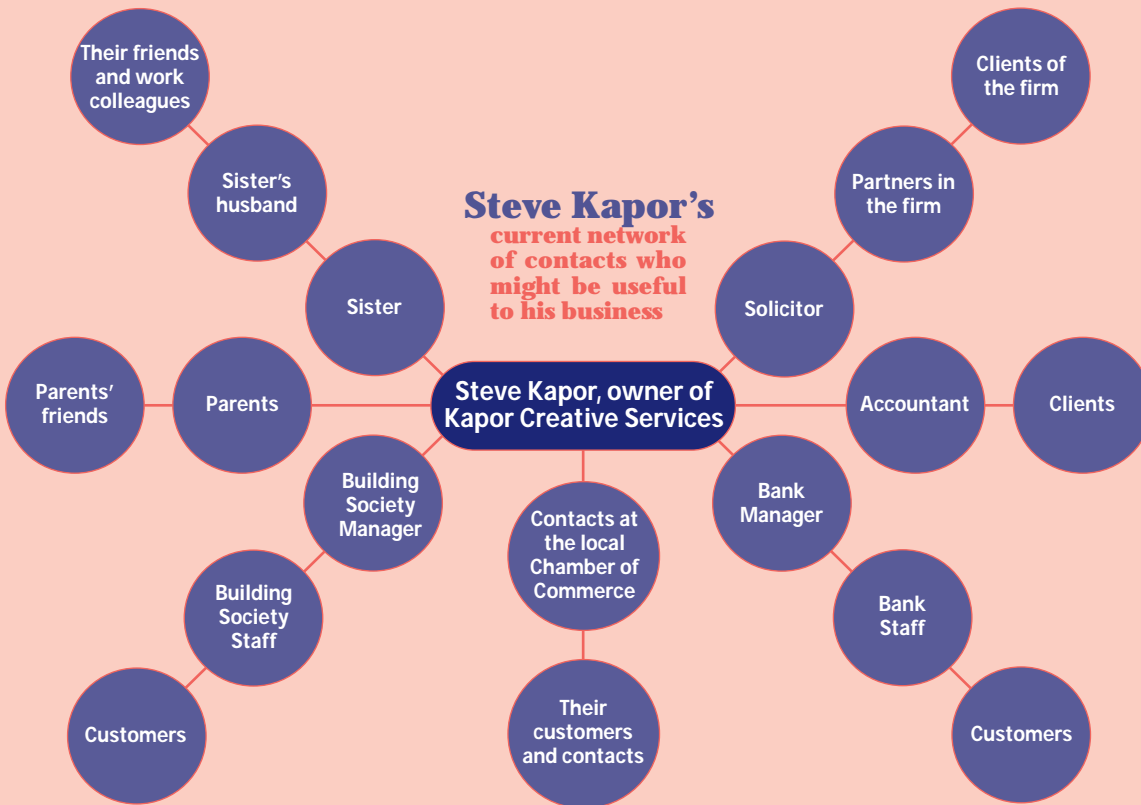 Their friends
and work
colleagues
Clients of
the firm
Sister's
husband
Partners in
the firm
Steve Kapor's
current network
of contacts who
might be useful
to his business
Sister
Solicitor
Parents'
friends
Parents
Steve Kapor, owner of
Kapor Creative Services
Accountant
Clients
Building
Society
Manager
Contacts at
the local
Chamber of
Commerce
Bank
Manager
Building
Society
Staff
Bank
Staff
Customers
Their
customers
and contacts
Customers